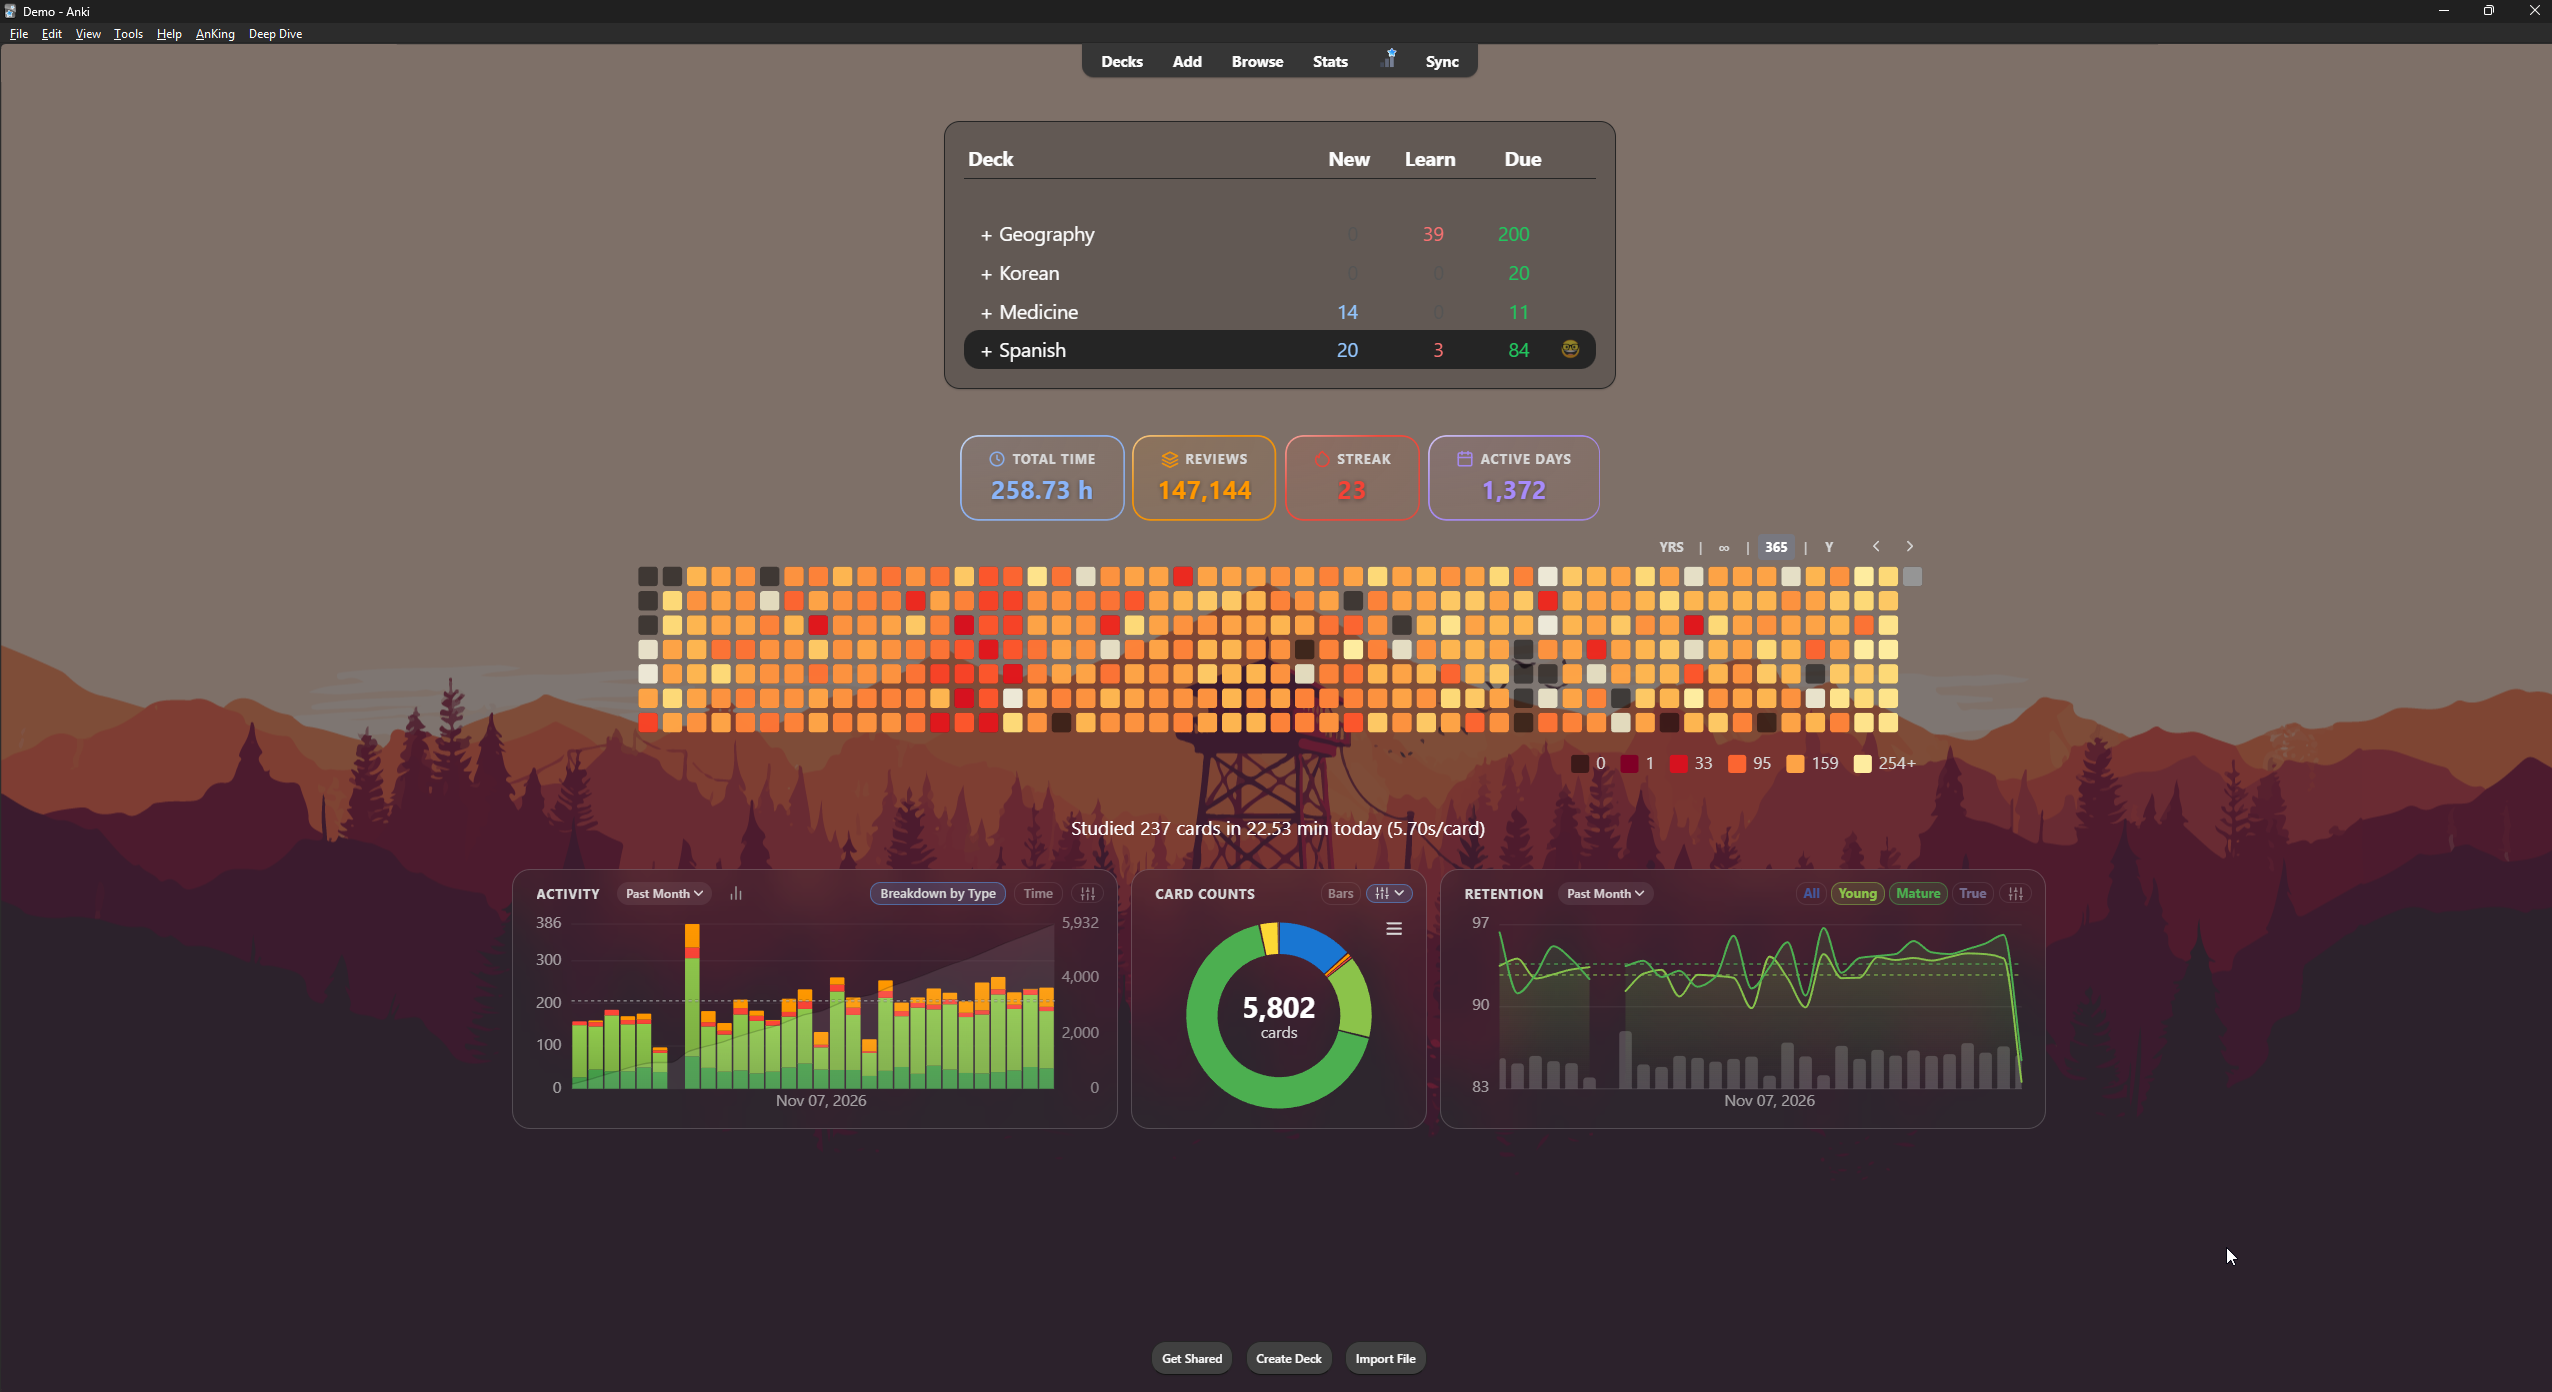 Demo - Anki
File Edit View Tools Help AnKing Deep Dive
Decks Add Browse Stats Sync
Deck New Learn Due
+ Geography 0 39 200
+ Korean 0 0 20
+ Medicine 14 0 11
+ Spanish 20 3 84
TOTAL TIME
258.73 h
REVIEWS
147,144
STREAK
23
ACTIVE DAYS
1,372
YRS | ∞ | 365 | Y < >
0 1 33 95 159 254+
Studied 237 cards in 22.53 min today (5.70s/card)
ACTIVITY Past Month Breakdown by Type Time
386
300
200
100
0
5,932
4,000
2,000
0
Nov 07, 2026
CARD COUNTS Bars
5,802
cards
RETENTION Past Month All Young Mature True
97
90
83
Nov 07, 2026
Get Shared Create Deck Import File